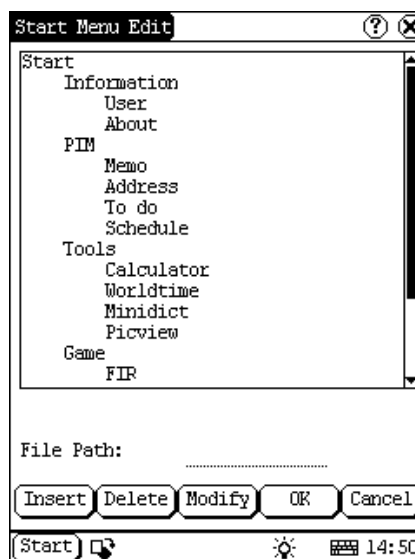 Start Menu Edit ?
Start
Information
User
About
PIM
Memo
Address
To do
Schedule
Tools
Calculator
Worldtime
Minidict
Picview
Game
FIR
File Path:
Insert Delete Modify OK Cancel
Start 14:50